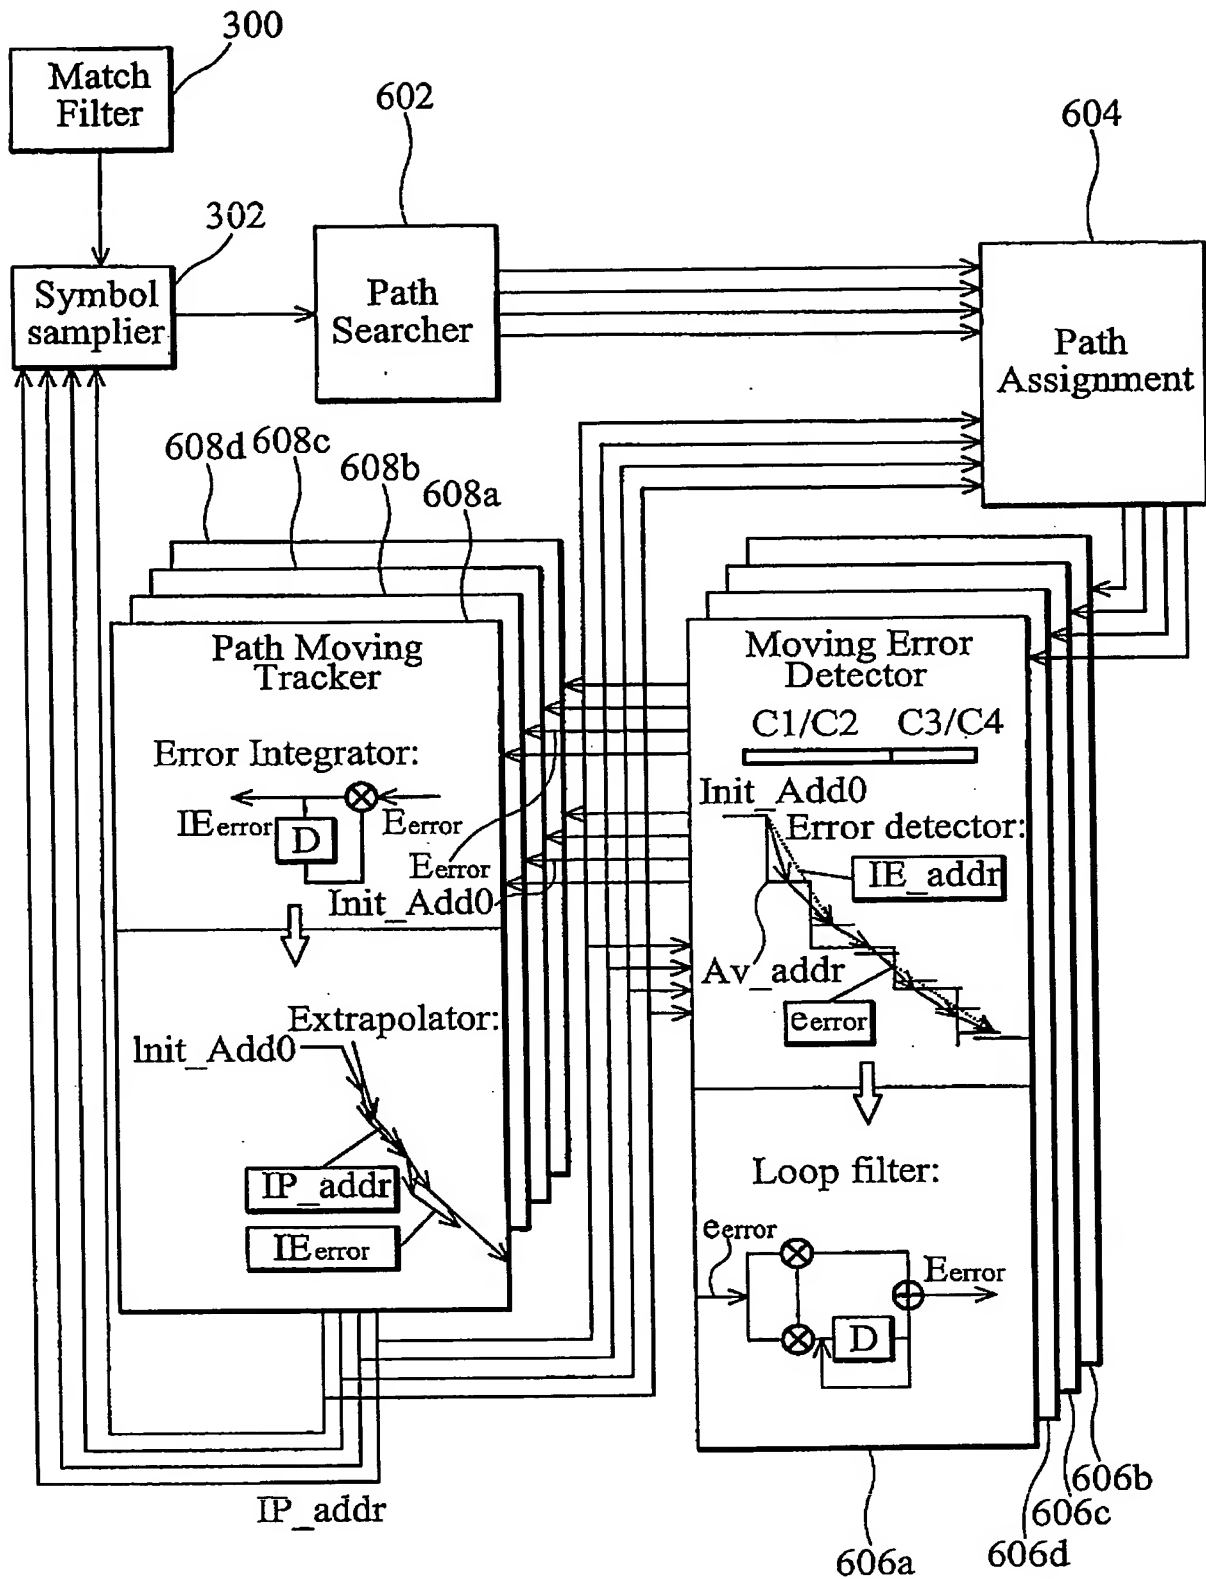 300
Match
Filter
602
604
302
Symbol
samplier
Path
Searcher
Path
Assignment
608d
608c
608b
608a
Path Moving
Tracker
Error Integrator:
IEerror
D
Eerror
Eerror
Init_Add0
Extrapolator:
Init_Add0
IP_addr
IEerror
IP_addr
Moving Error
Detector
C1/C2
C3/C4
Init_Add0
Error detector:
IE_addr
Av_addr
eerror
Loop filter:
eerror
Eerror
D
606b
606c
606d
606a